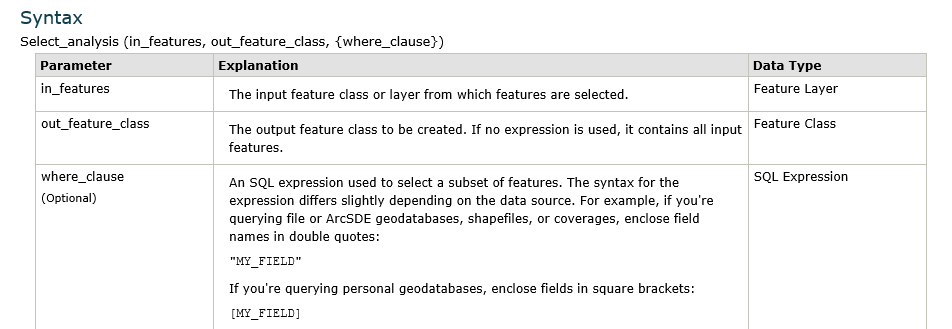 Syntax
Select_analysis (in_features, out_feature_class, {where_clause})
Parameter Explanation Data Type
in_features The input feature class or layer from which features are selected. Feature Layer
out_feature_class The output feature class to be created. If no expression is used, it contains all input Feature Class
features.
where_clause An SQL expression used to select a subset of features. The syntax for the SQL Expression
(Optional) expression differs slightly depending on the data source. For example, if you're
querying file or ArcSDE geodatabases, shapefiles, or coverages, enclose field
names in double quotes:
"MY_FIELD"
If you're querying personal geodatabases, enclose fields in square brackets:
[MY_FIELD]